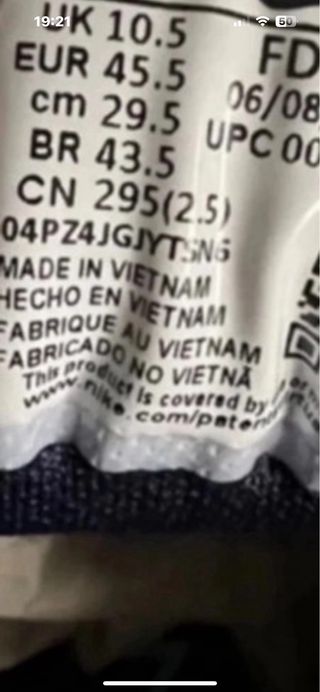 19:21 50
UK 10.5 FD
EUR 45.5 06/08
cm 29.5 UPC 00
BR 43.5
CN 295(2.5)
04PZ4JGJYTSN6
MADE IN VIETNAM
HECHO EN VIETNAM
FABRIQUE AU VIETNAM
FABRICADO NO VIETNÃ
This product is covered by
www.nike.com/paten